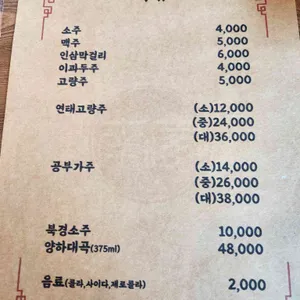 소주 4,000
맥주 5,000
인삼막걸리 6,000
이과두주 4,000
고량주 5,000
연태고량주 (소)12,000
(중)24,000
(대)36,000
공부가주 (소)14,000
(중)26,000
(대)38,000
북경소주 10,000
양하대곡(375ml) 48,000
음료(콜라,사이다,제로콜라) 2,000